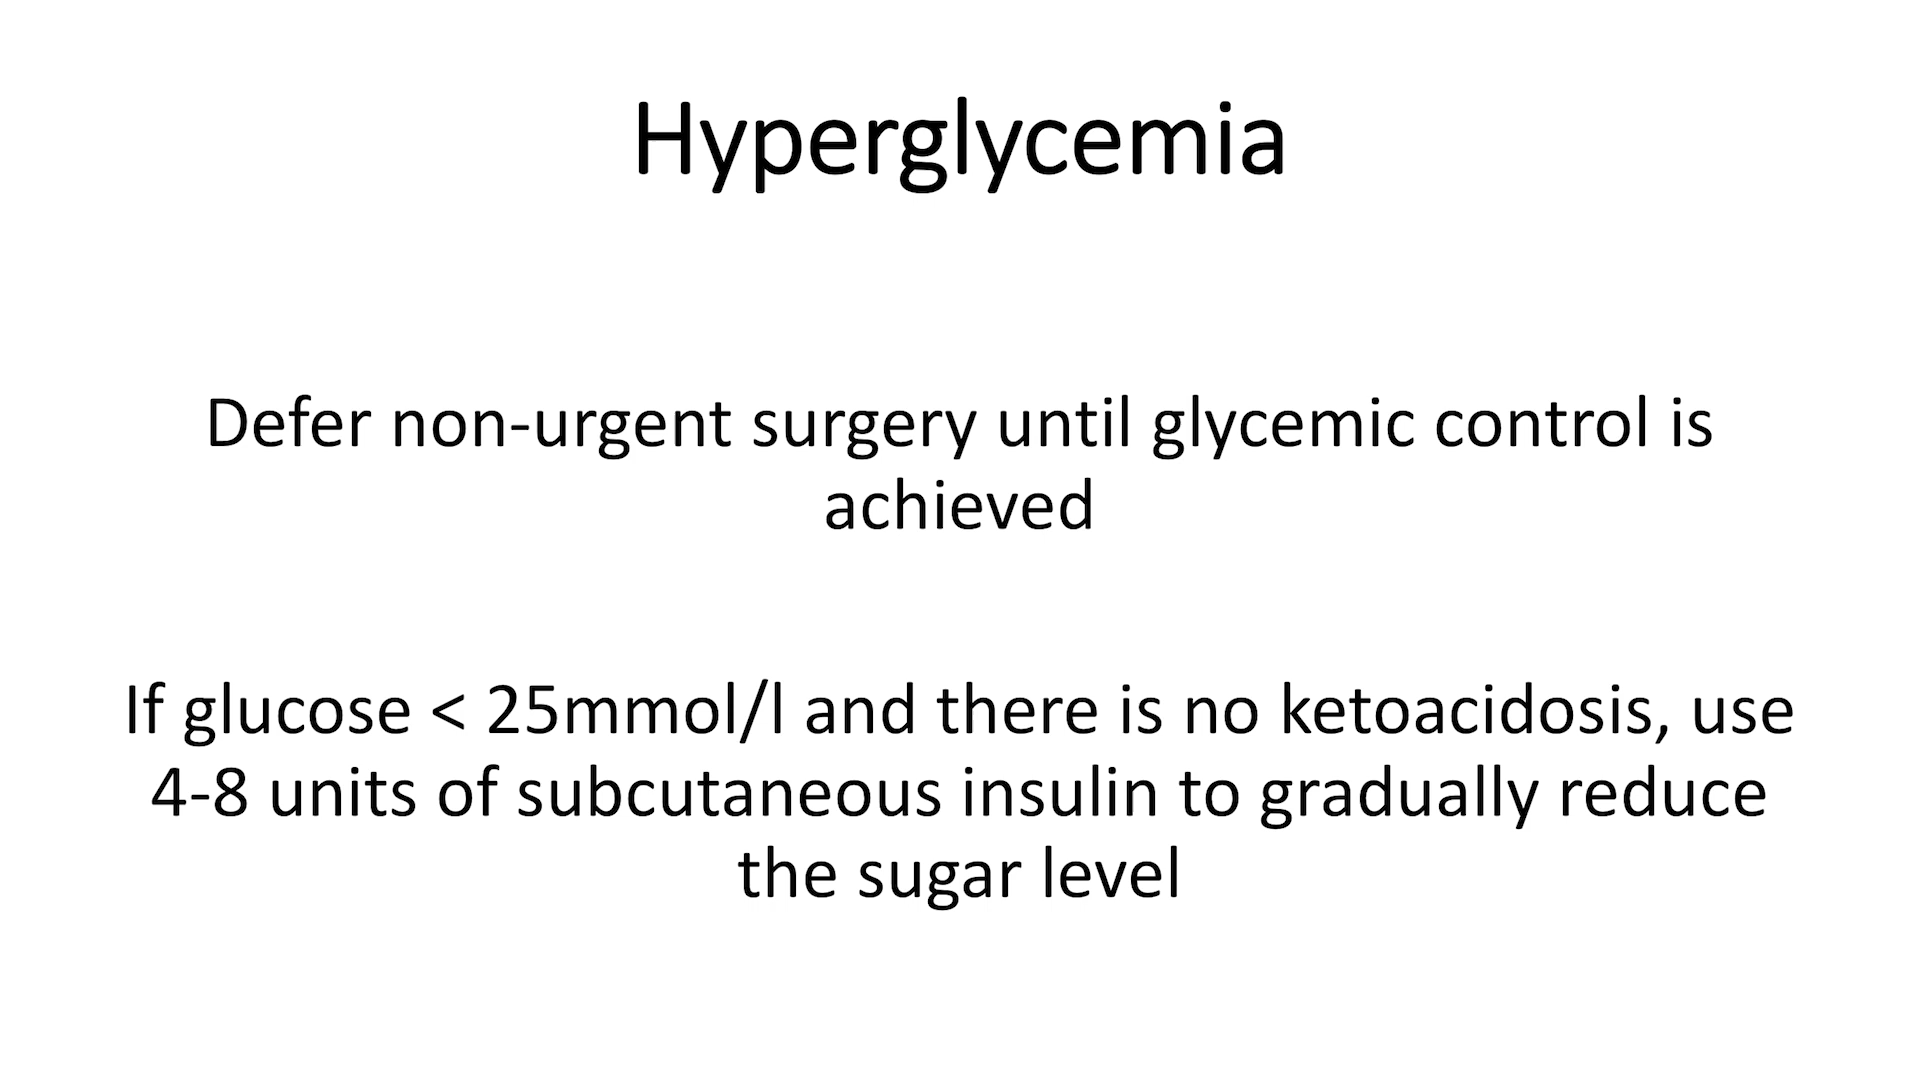 Hyperglycemia
Defer non-urgent surgery until glycemic control is
achieved
If glucose < 25mmol/l and there is no ketoacidosis, use
4-8 units of subcutaneous insulin to gradually reduce
the sugar level